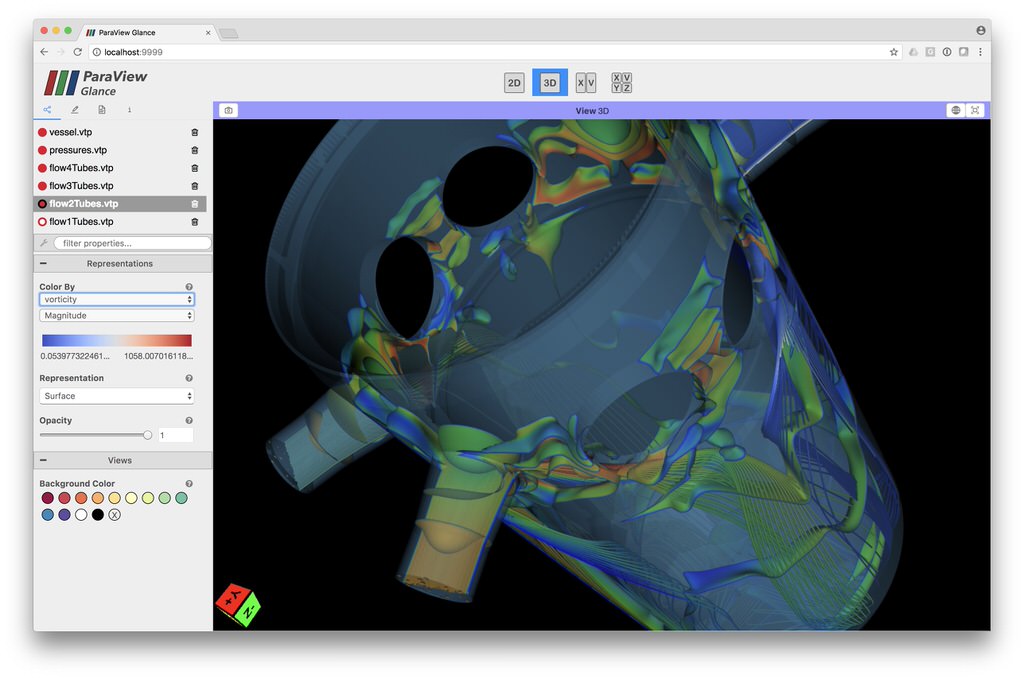 ParaView Glance
localhost:9999
ParaView
Glance
2D
3D
X V
X V
Y Z
i
View 3D
vessel.vtp
pressures.vtp
flow4Tubes.vtp
flow3Tubes.vtp
flow2Tubes.vtp
flow1Tubes.vtp
filter properties...
Representations
Color By
vorticity
Magnitude
0.053977322461... 1058.007016118...
Representation
Surface
Opacity
1
Views
Background Color
X
Y+
N-